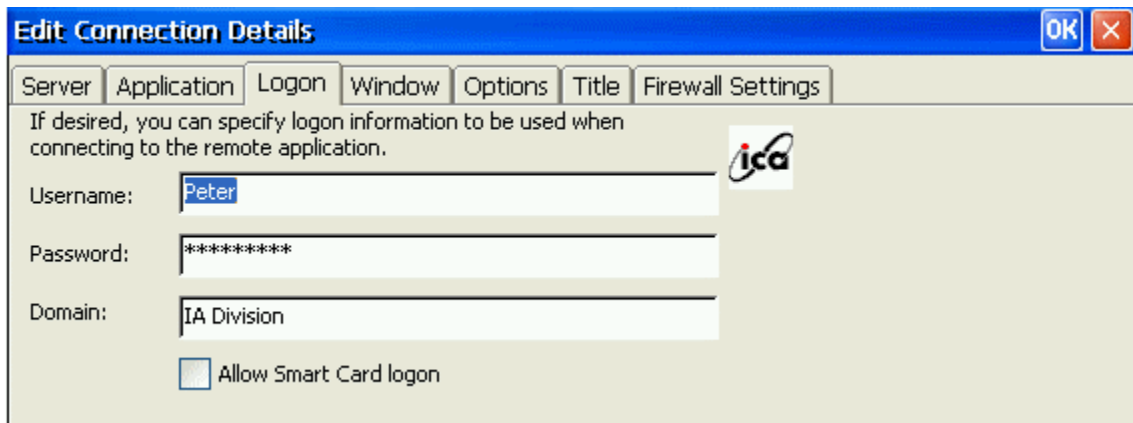 Edit Connection Details OK
Server Application Logon Window Options Title Firewall Settings
If desired, you can specify logon information to be used when
connecting to the remote application.
ica
Username: Peter
Password: *********
Domain: IA Division
Allow Smart Card logon